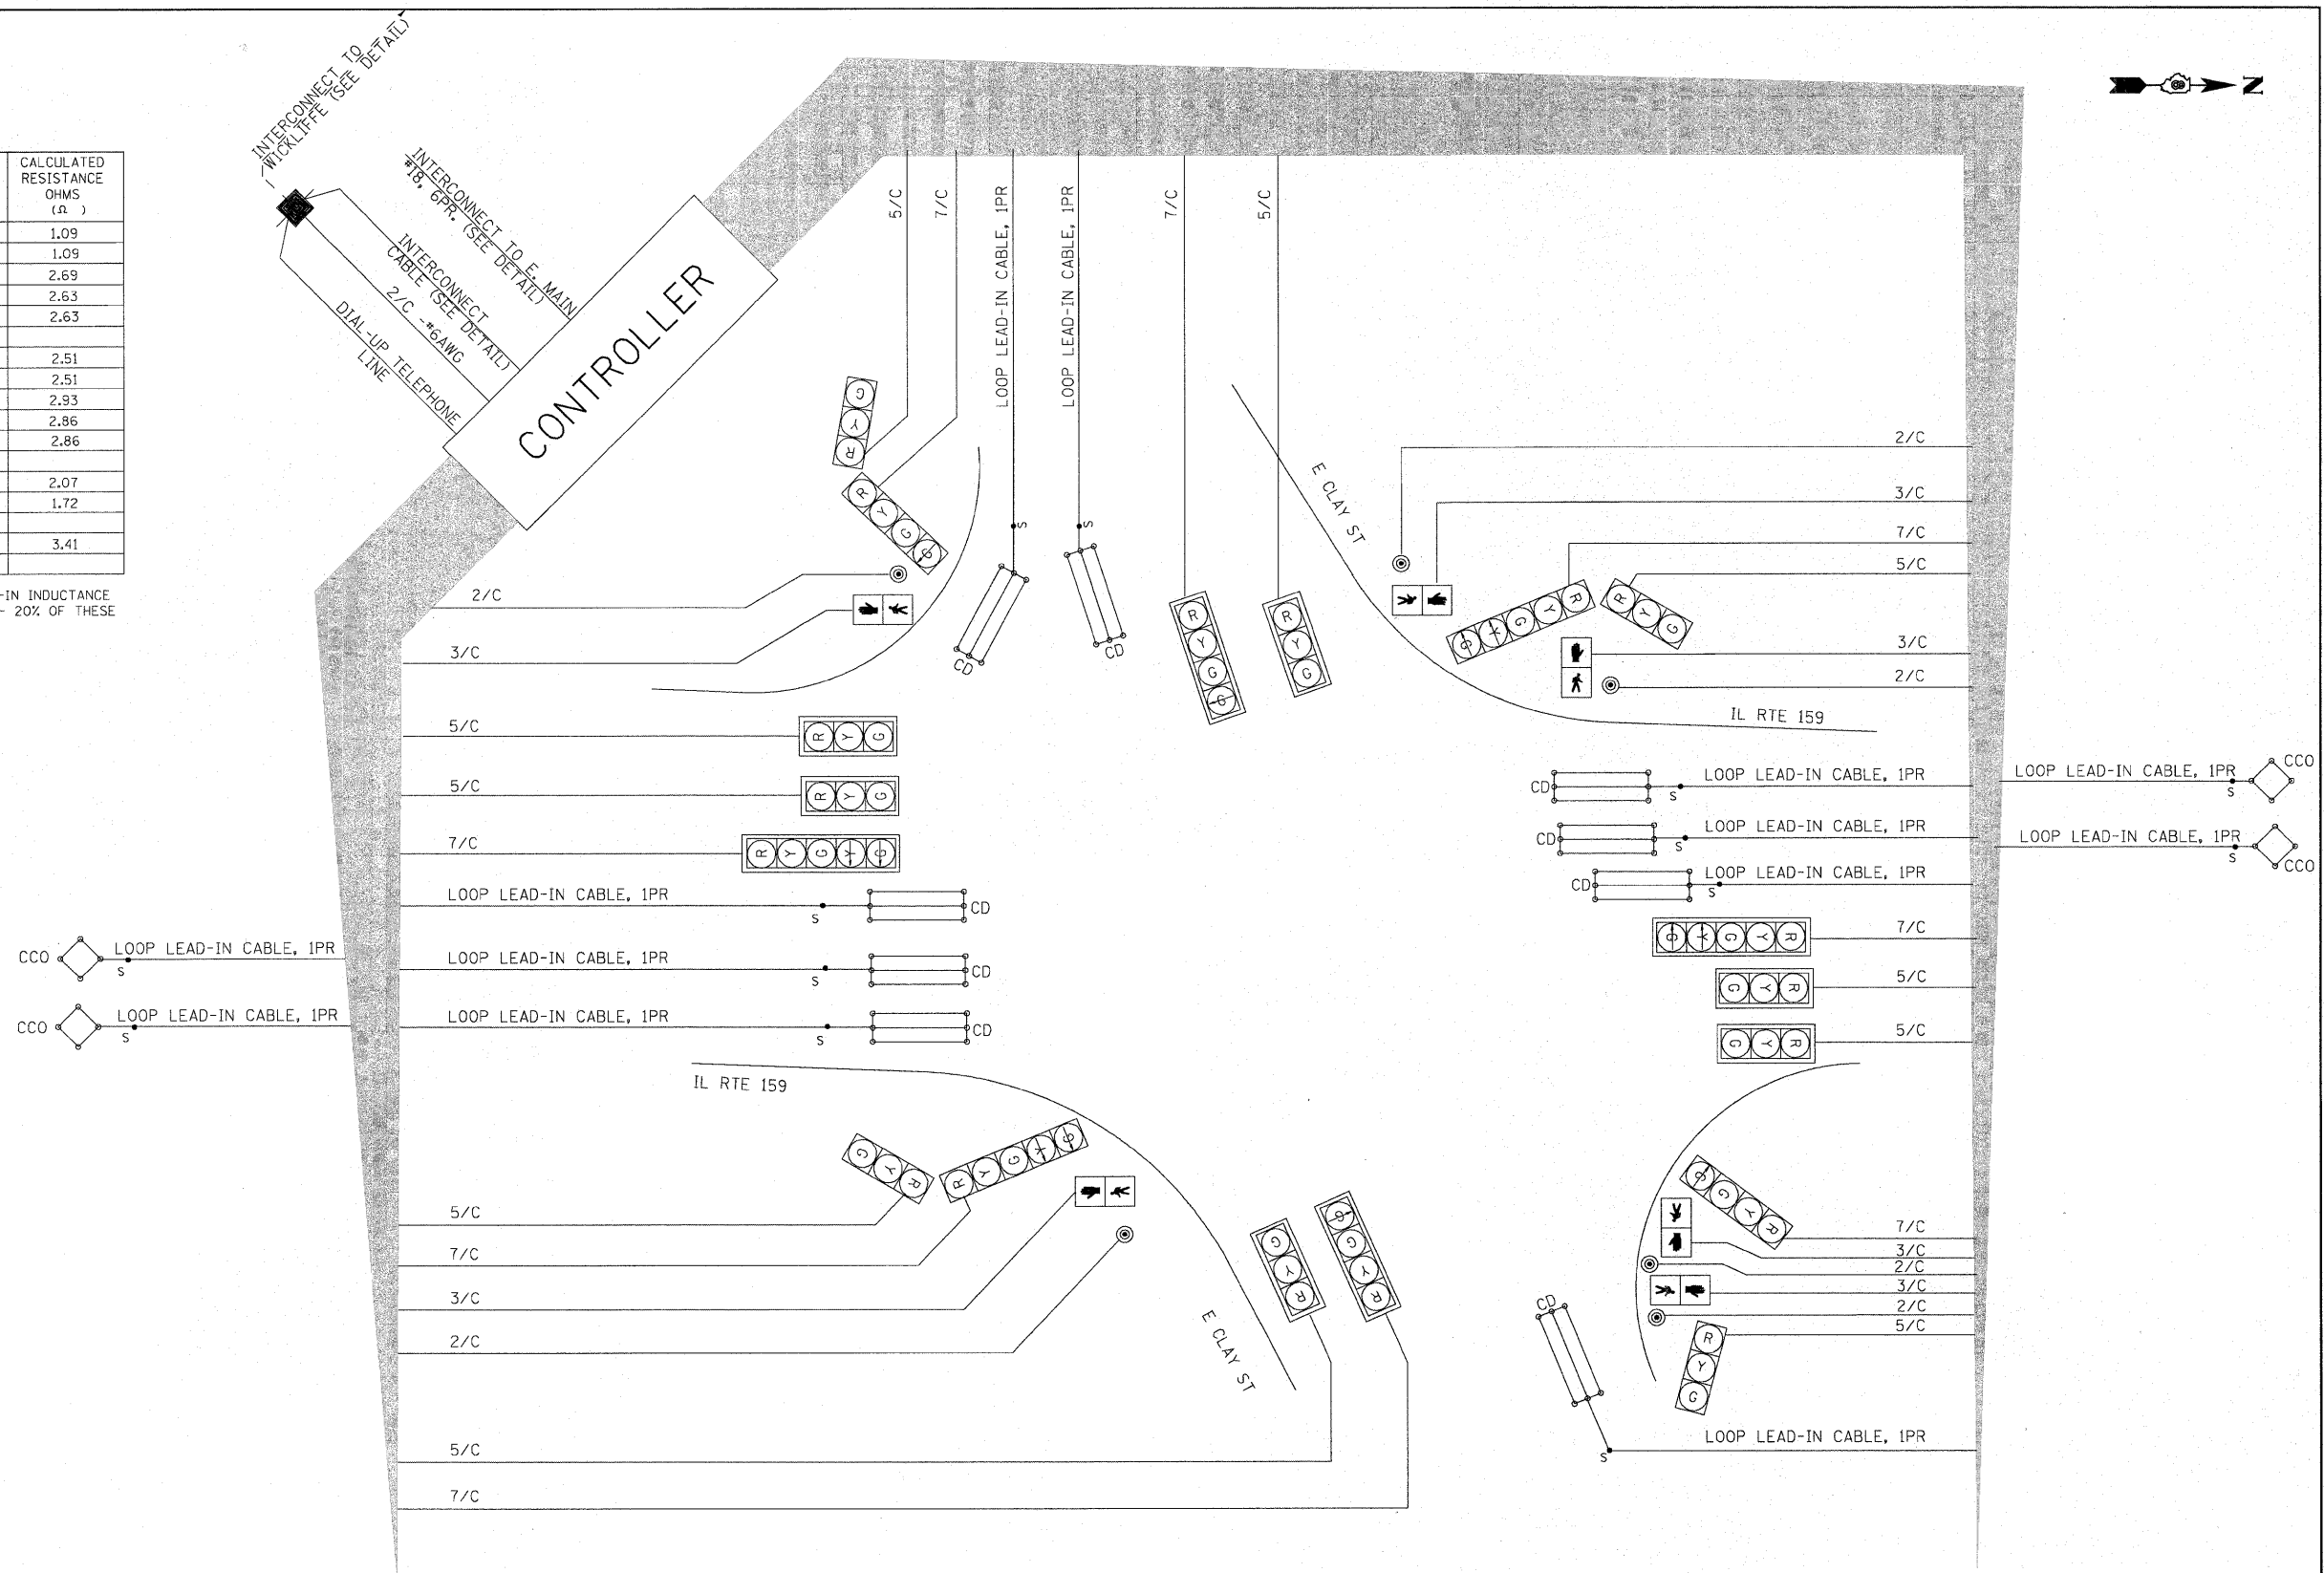 INTERCONNECT TO
WICKLIFFE (SEE DETAIL)
INTERCONNECT TO E. MAIN
#18, 6PR. (SEE DETAIL)
INTERCONNECT
CABLE (SEE DETAIL)
2/C -#6AWG
DIAL-UP TELEPHONE
LINE
CONTROLLER
N
CALCULATED
RESISTANCE
OHMS
(Ω )
1.09
1.09
2.69
2.63
2.63
2.51
2.51
2.93
2.86
2.86
2.07
1.72
3.41
-IN INDUCTANCE
- 20% OF THESE
5/C
7/C
LOOP LEAD-IN CABLE, 1PR
LOOP LEAD-IN CABLE, 1PR
7/C
5/C
G Y R
R Y G G
S
S
CD
CD
R Y G G
R Y G
E CLAY ST
2/C
3/C
2/C
3/C
7/C
5/C
G Y G Y R
R Y G
3/C
2/C
IL RTE 159
5/C
R Y G
5/C
R Y G
7/C
R Y G Y G
LOOP LEAD-IN CABLE, 1PR
S
CD
LOOP LEAD-IN CABLE, 1PR
S
CD
LOOP LEAD-IN CABLE, 1PR
S
CD
CCO
LOOP LEAD-IN CABLE, 1PR
S
CCO
LOOP LEAD-IN CABLE, 1PR
S
CD
S
LOOP LEAD-IN CABLE, 1PR
CD
S
LOOP LEAD-IN CABLE, 1PR
CD
S
LOOP LEAD-IN CABLE, 1PR
LOOP LEAD-IN CABLE, 1PR
S
CCO
LOOP LEAD-IN CABLE, 1PR
S
CCO
G Y G Y R
7/C
G Y R
5/C
G Y R
5/C
IL RTE 159
G Y R
R Y G Y G
5/C
7/C
3/C
2/C
E CLAY ST
G Y R
G G Y R
5/C
7/C
G G Y R
7/C
3/C
2/C
3/C
2/C
5/C
R Y G
CD
S
LOOP LEAD-IN CABLE, 1PR